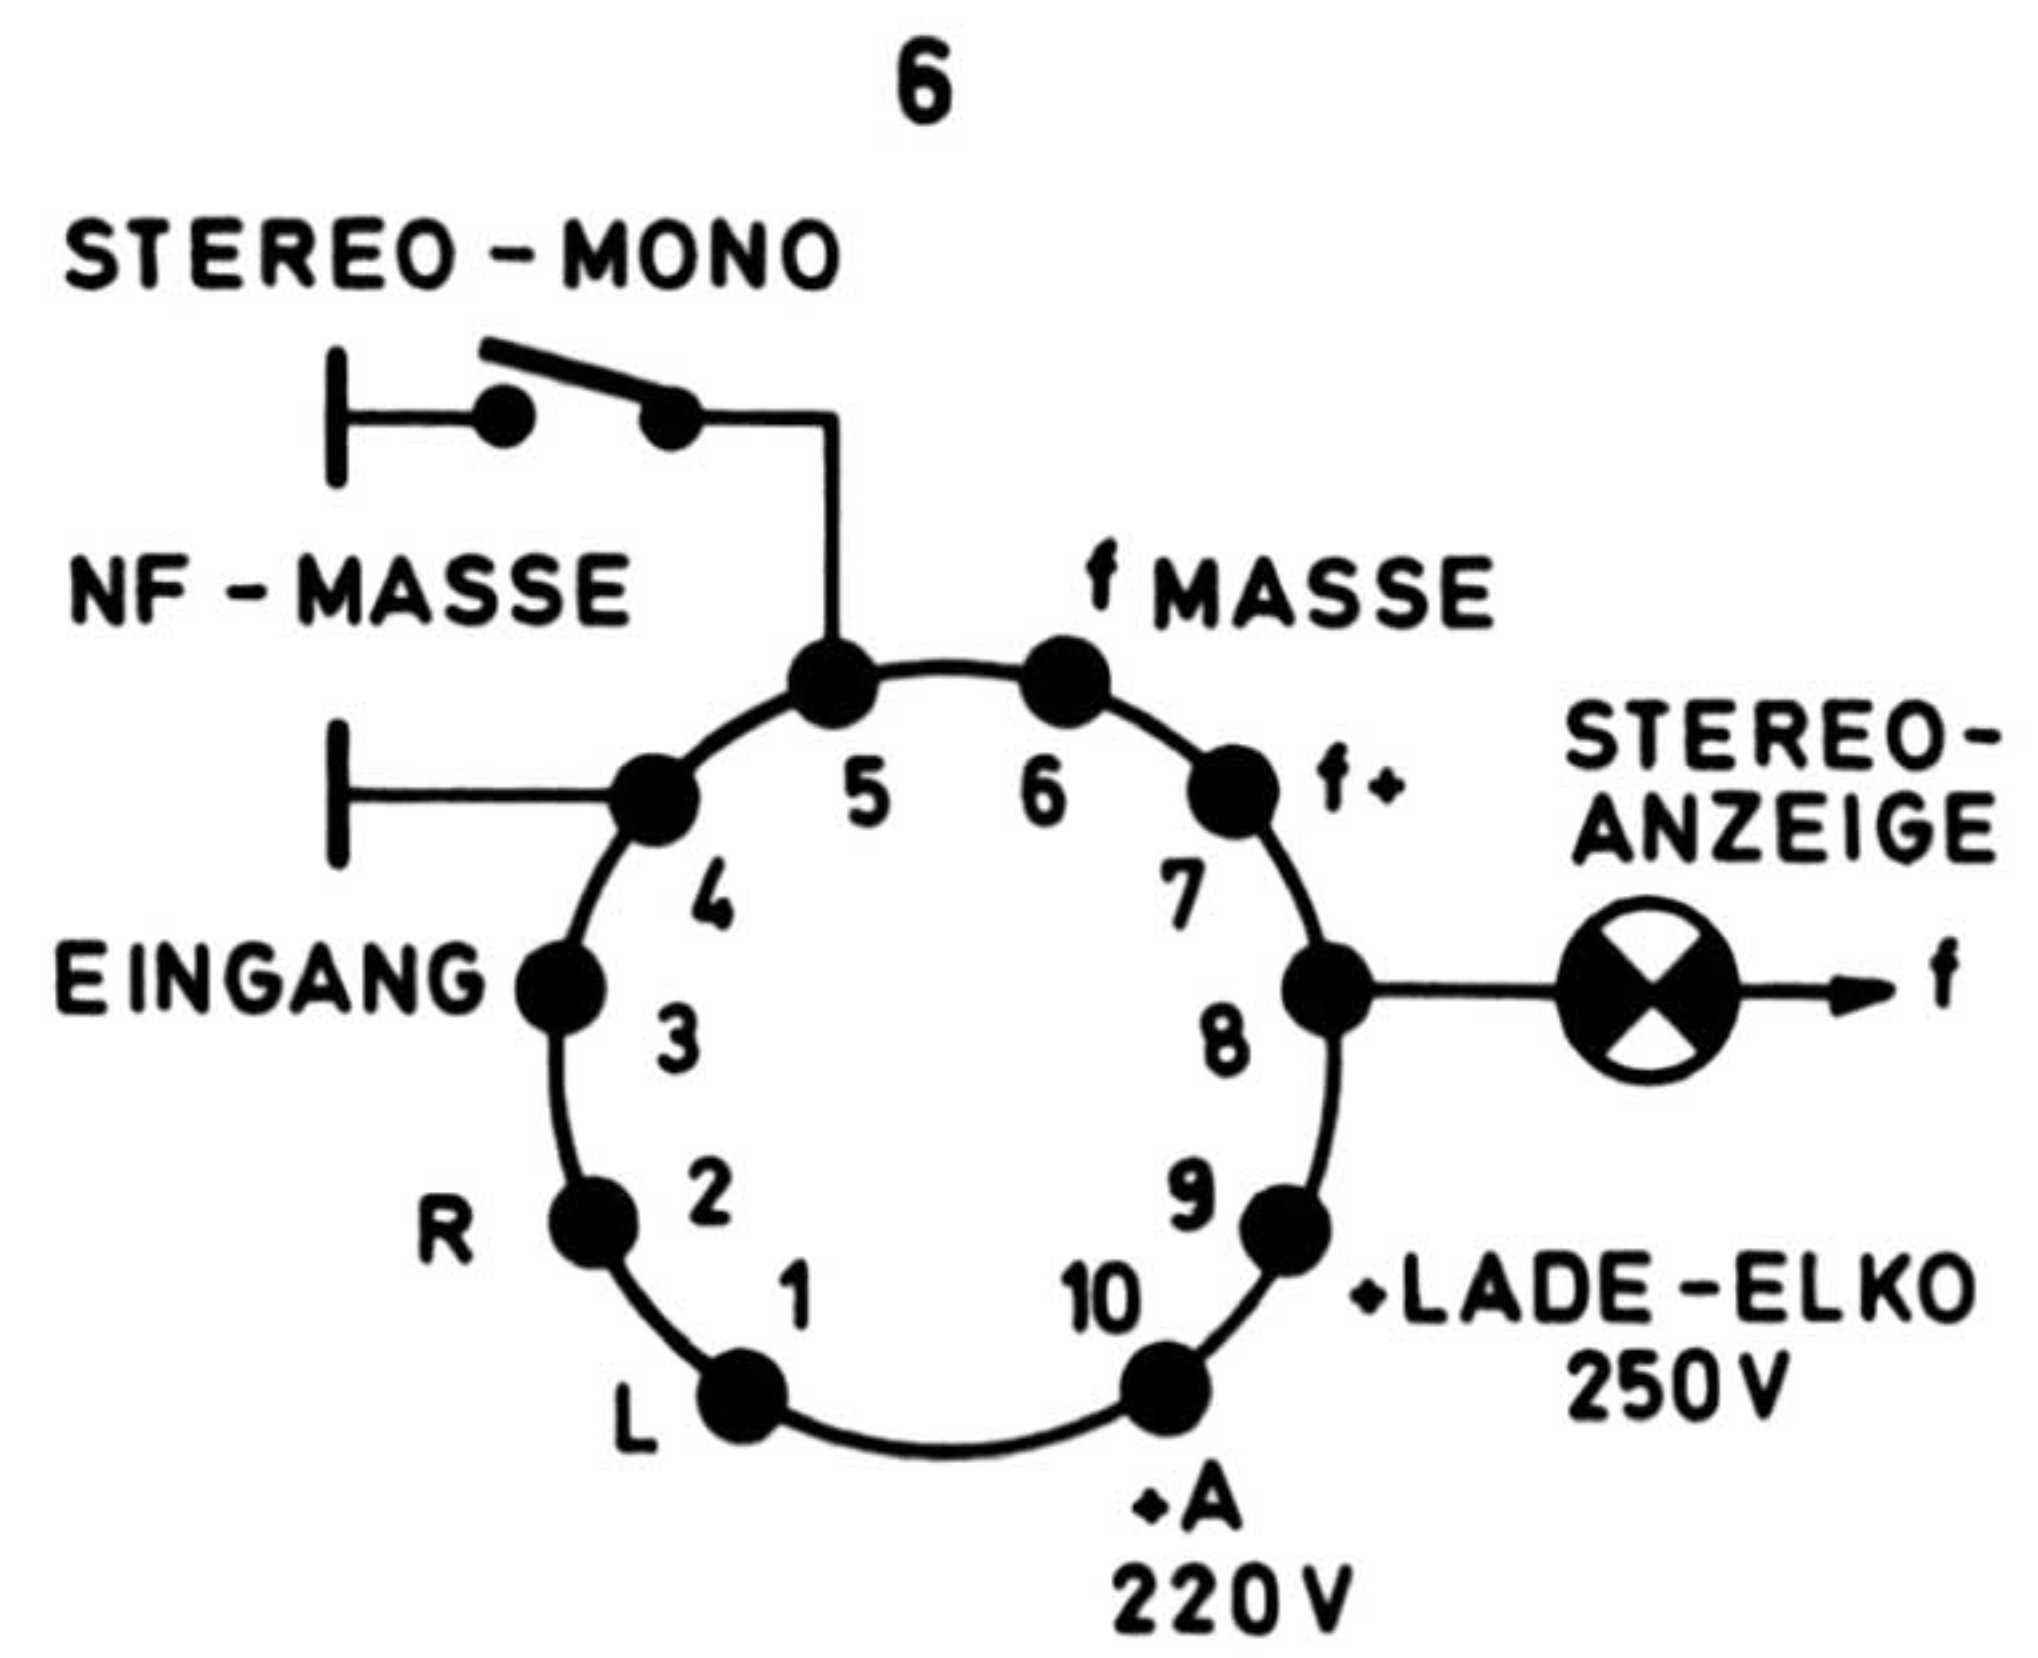 6
STEREO - MONO
NF - MASSE
f MASSE
STEREO-
ANZEIGE
5
6
f +
4
7
EINGANG
f
3
8
2
9
R
1
10
+LADE - ELKO
250 V
L
+A
220 V